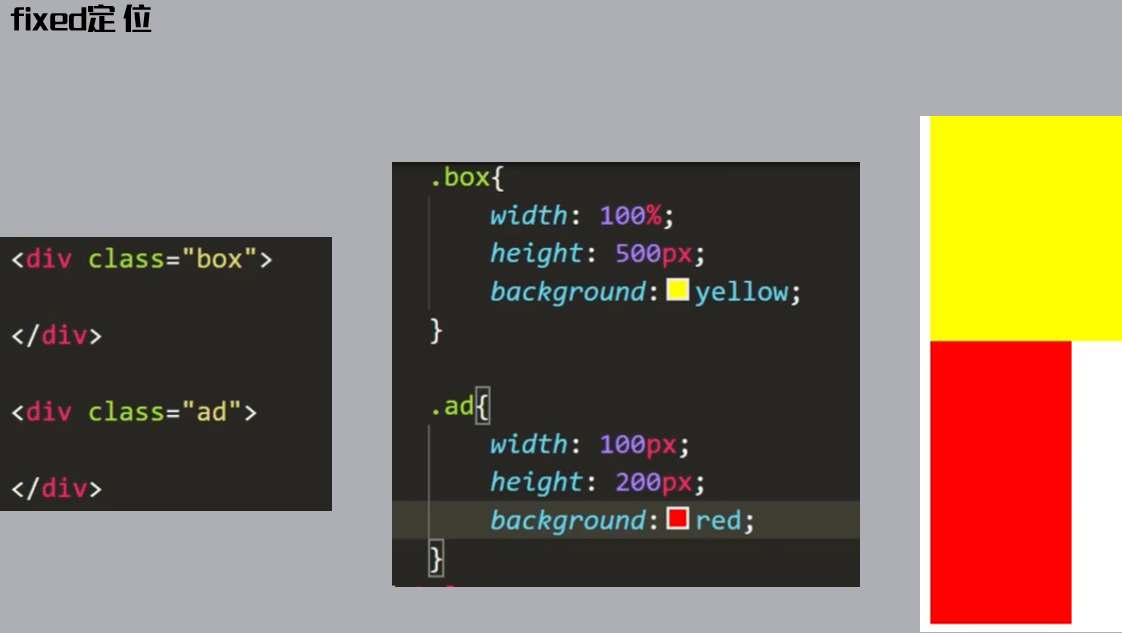 fixed定位
<div class="box">
</div>
<div class="ad">
</div>
.box{
width: 100%;
height: 500px;
background:yellow;
}
.ad{
width: 100px;
height: 200px;
background:red;
}